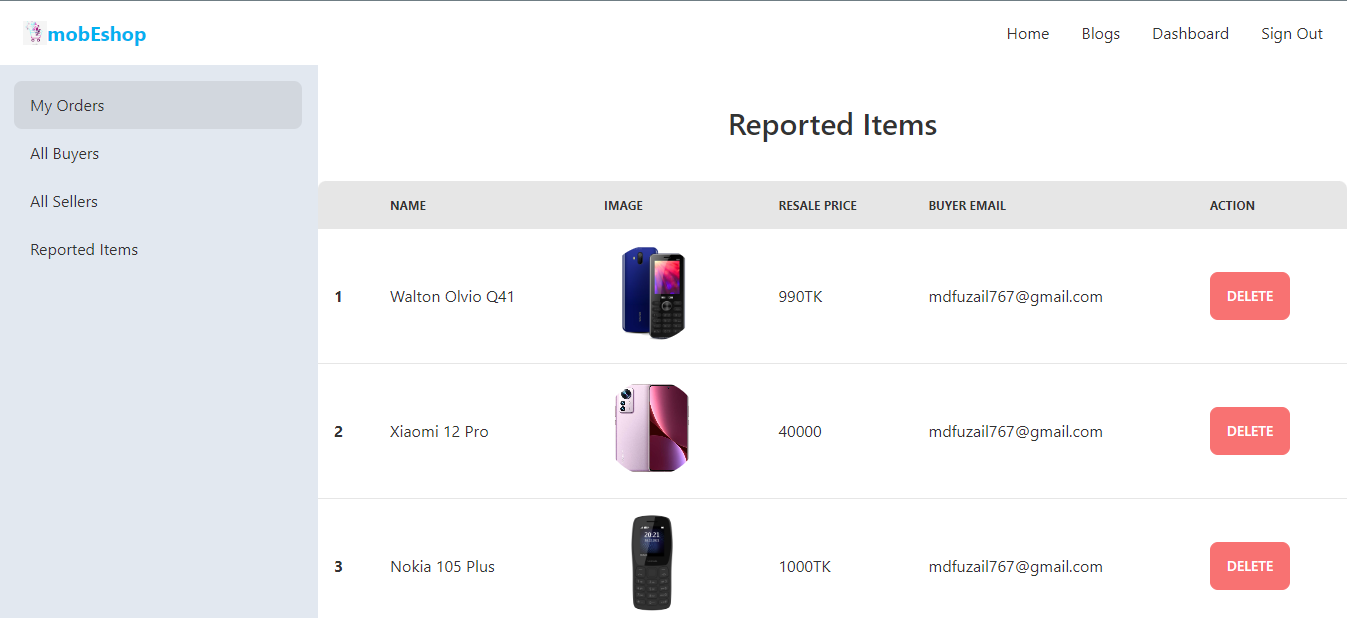 mobEshop
Home Blogs Dashboard Sign Out
My Orders
All Buyers
All Sellers
Reported Items
Reported Items
NAME IMAGE RESALE PRICE BUYER EMAIL ACTION
1 Walton Olvio Q41 990TK mdfuzail767@gmail.com DELETE
2 Xiaomi 12 Pro 40000 mdfuzail767@gmail.com DELETE
20:21
3 Nokia 105 Plus 1000TK mdfuzail767@gmail.com DELETE